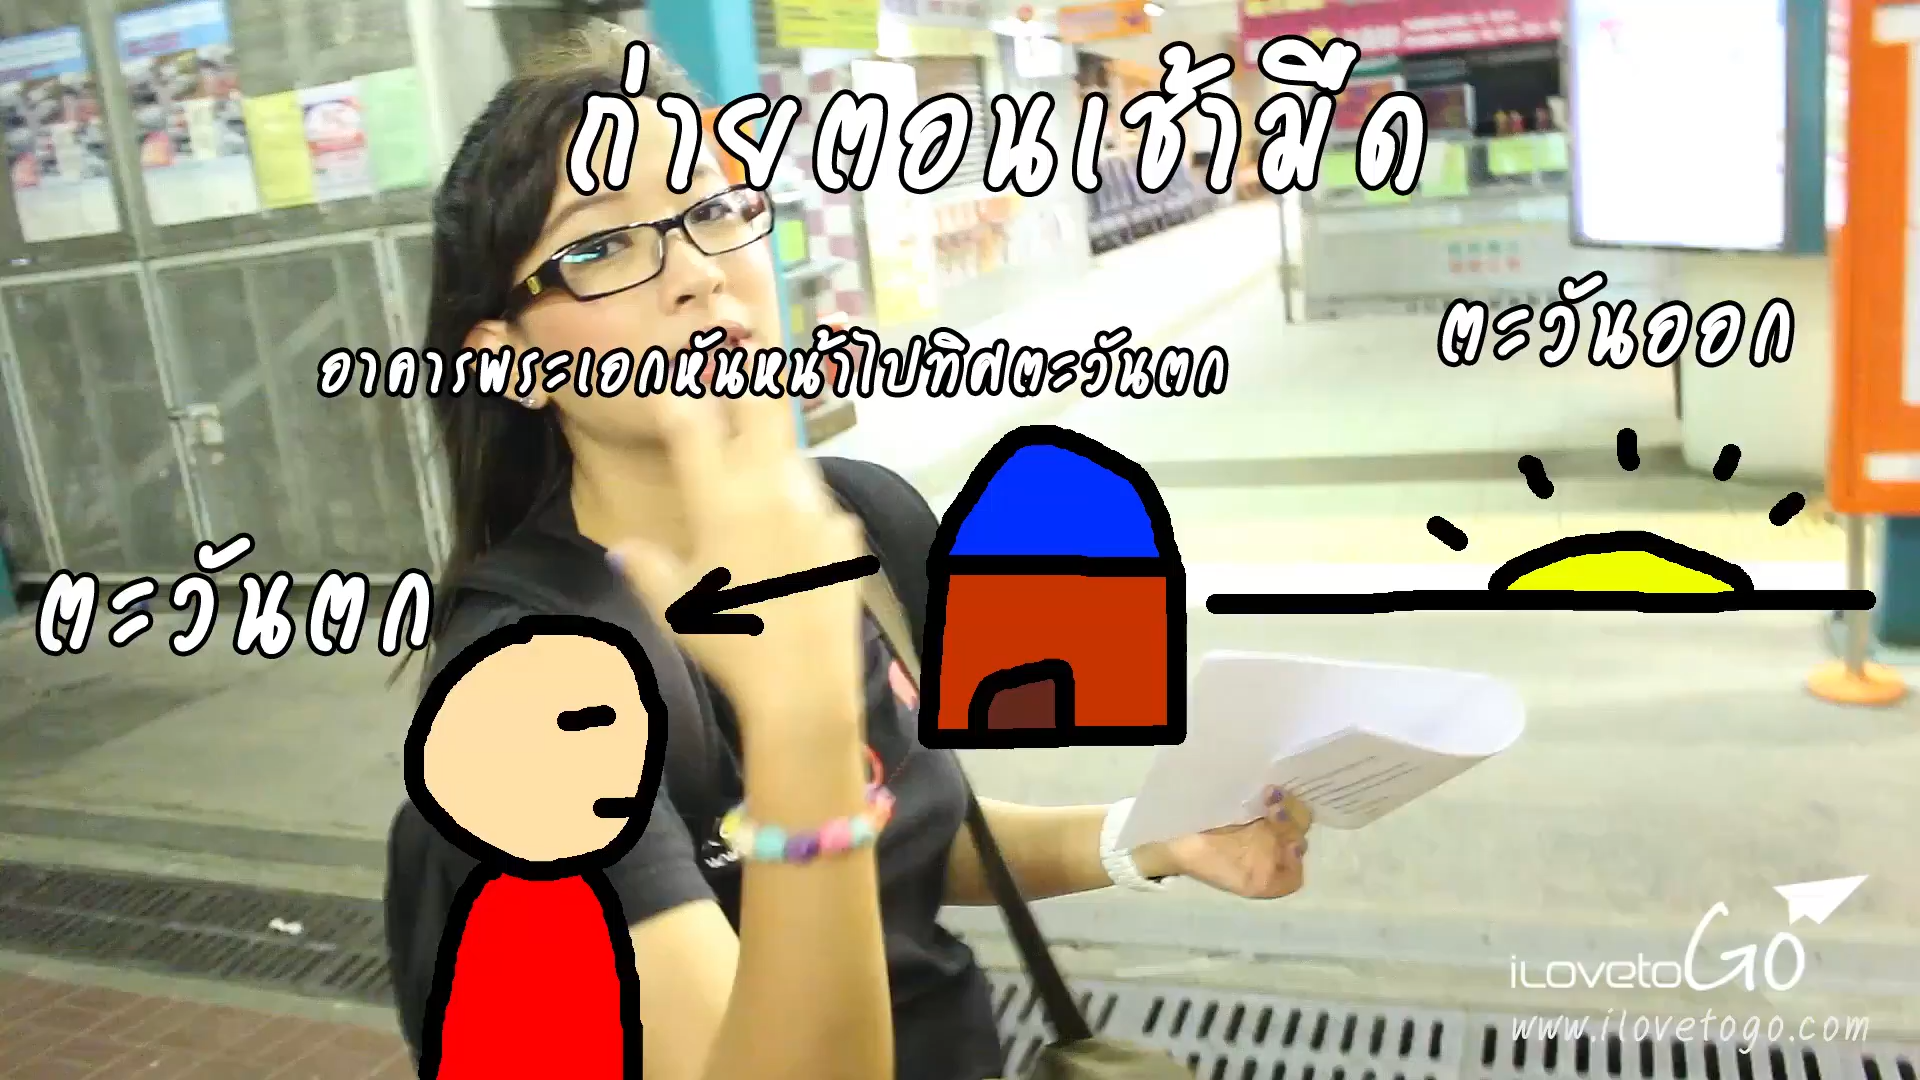 ถ่ายตอนเช้ามืด
ตะวันออก
อาคารพระเอกหันหน้าไปทิศตะวันตก
ตะวันตก
iLovetoGo
www.ilovetogo.com